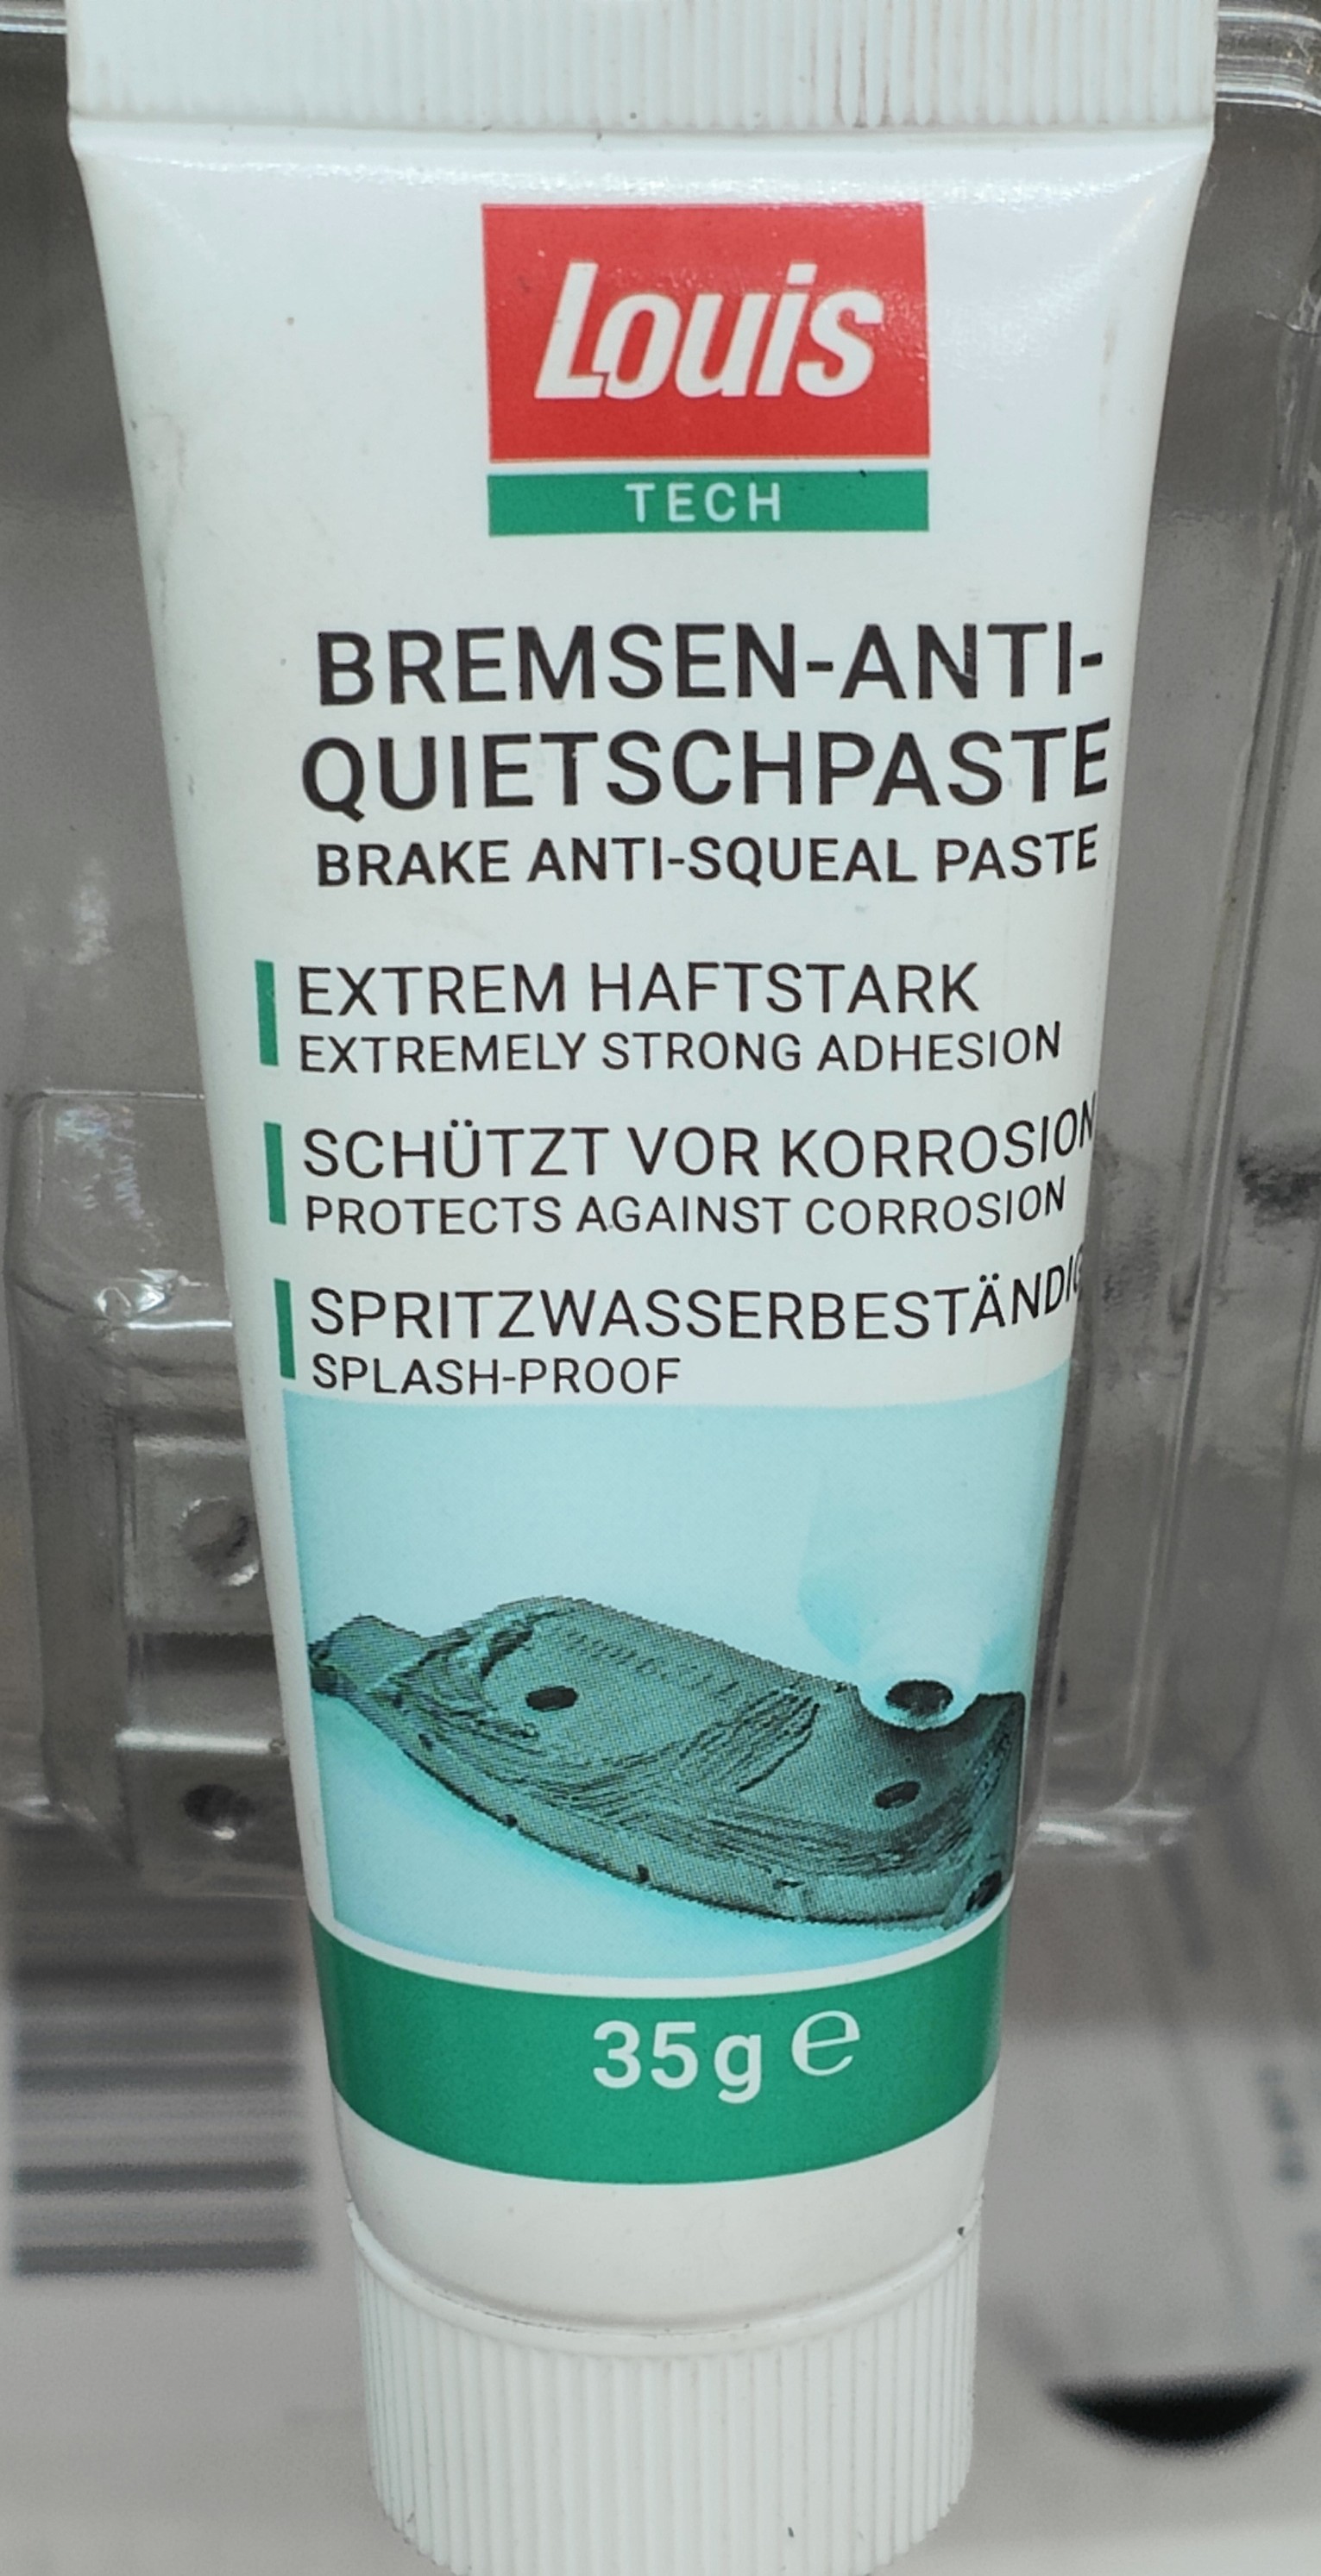 Louis
TECH
BREMSEN-ANTI-
QUIETSCHPASTE
BRAKE ANTI-SQUEAL PASTE
EXTREM HAFTSTARK
EXTREMELY STRONG ADHESION
SCHÜTZT VOR KORROSION
PROTECTS AGAINST CORROSION
SPRITZWASSERBESTÄNDIG
SPLASH-PROOF
35g ℮